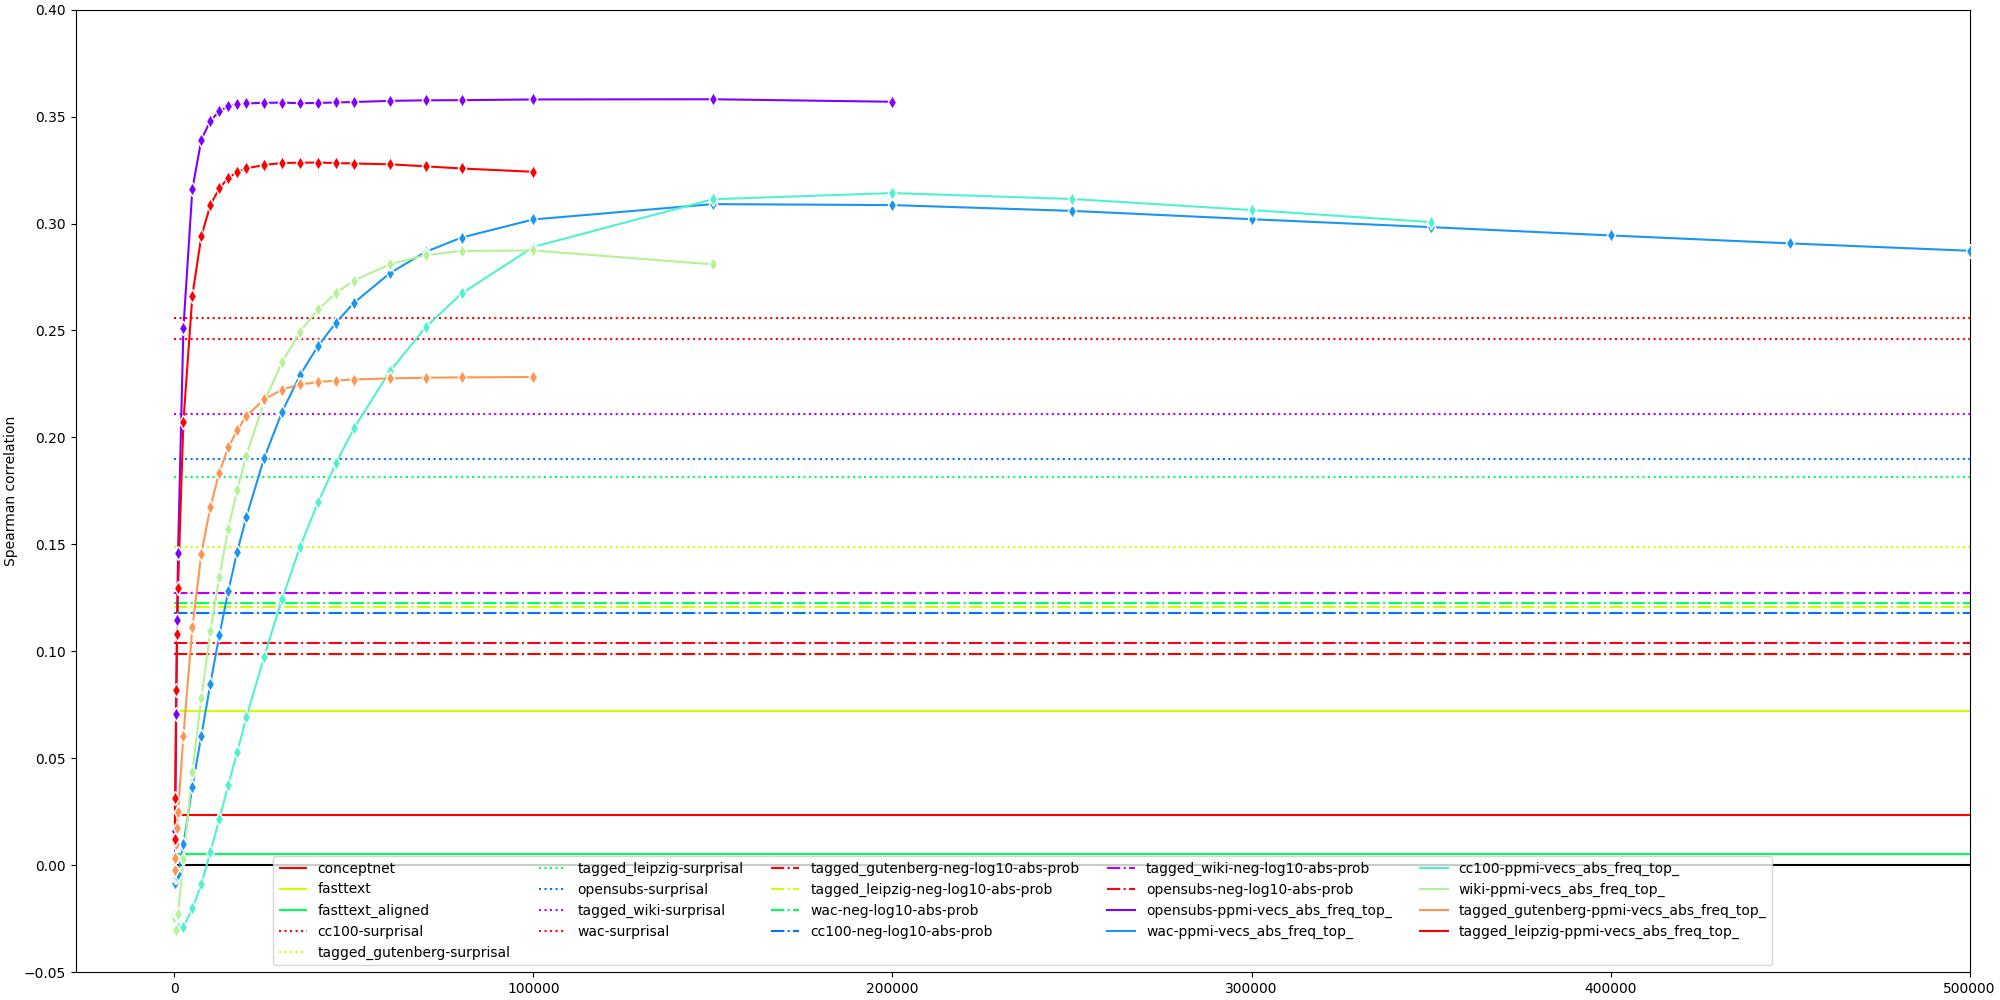 0.40
0.35
0.30
0.25
0.20
0.15
0.10
0.05
0.00
−0.05
Spearman correlation
conceptnet
fasttext
fasttext_aligned
cc100-surprisal
tagged_gutenberg-surprisal
tagged_leipzig-surprisal
opensubs-surprisal
tagged_wiki-surprisal
wac-surprisal
tagged_gutenberg-neg-log10-abs-prob
tagged_leipzig-neg-log10-abs-prob
wac-neg-log10-abs-prob
cc100-neg-log10-abs-prob
tagged_wiki-neg-log10-abs-prob
opensubs-neg-log10-abs-prob
opensubs-ppmi-vecs_abs_freq_top_
wac-ppmi-vecs_abs_freq_top_
cc100-ppmi-vecs_abs_freq_top_
wiki-ppmi-vecs_abs_freq_top_
tagged_gutenberg-ppmi-vecs_abs_freq_top_
tagged_leipzig-ppmi-vecs_abs_freq_top_
0
100000
200000
300000
400000
500000